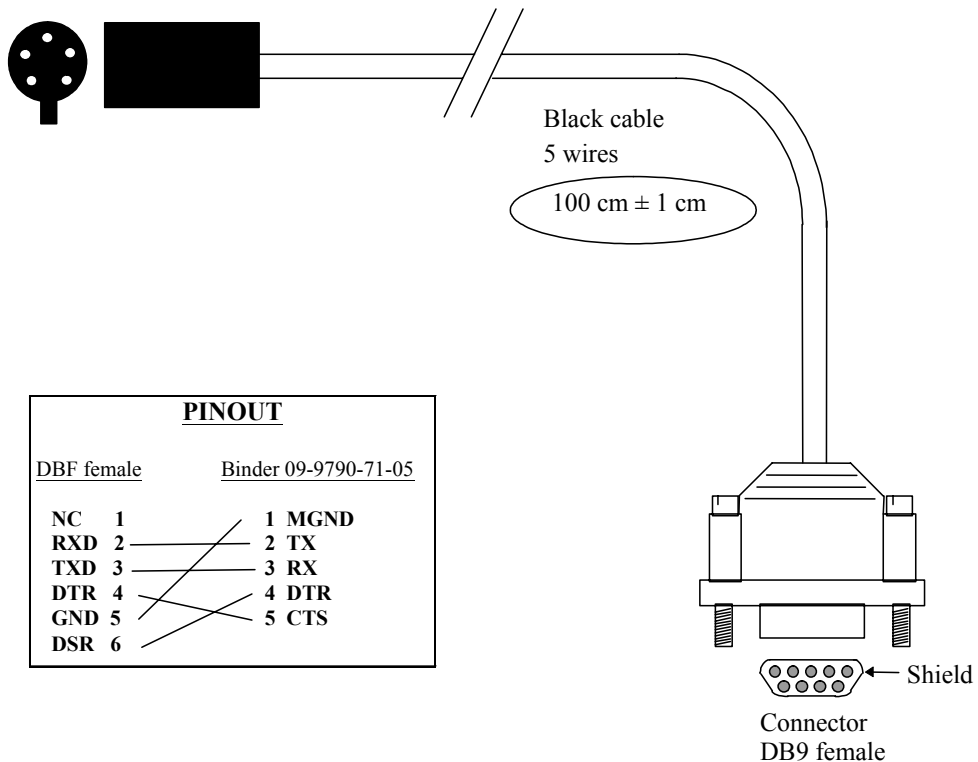 Black cable
5 wires
100 cm ± 1 cm
PINOUT
DBF female Binder 09-9790-71-05
NC 1 1 MGND
RXD 2 2 TX
TXD 3 3 RX
DTR 4 4 DTR
GND 5 5 CTS
DSR 6
Shield
Connector
DB9 female